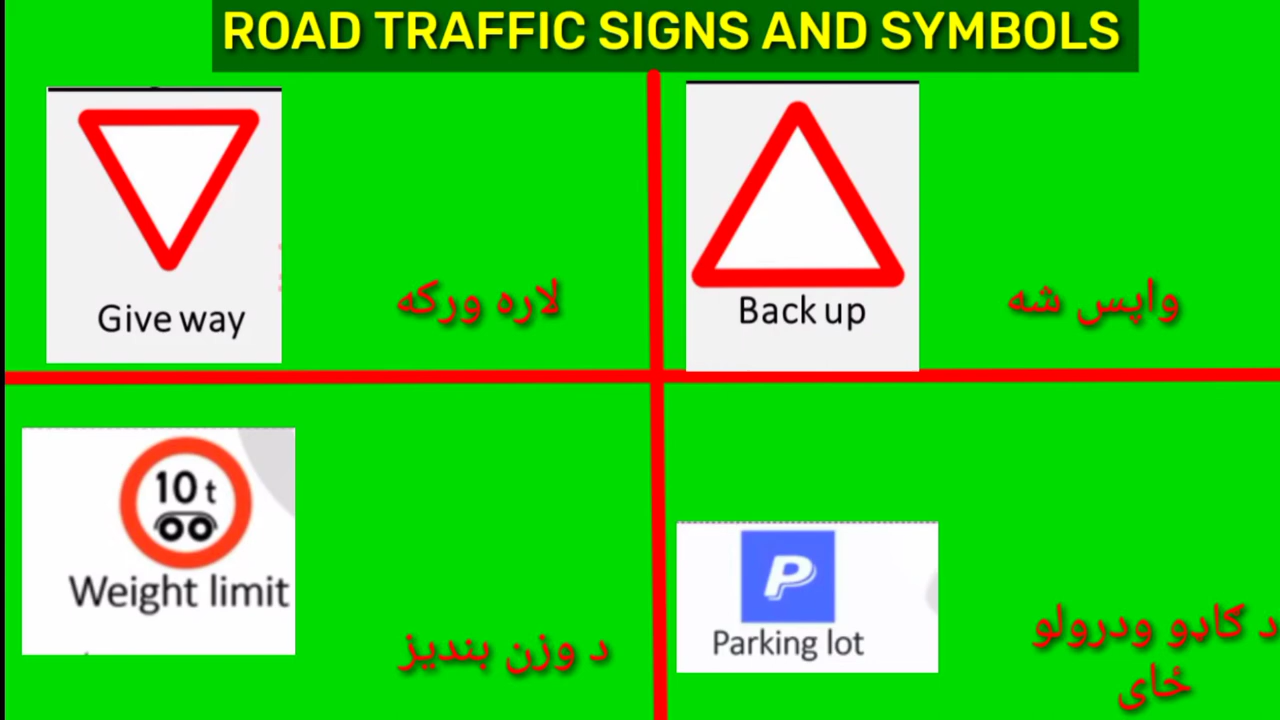 ROAD TRAFFIC SIGNS AND SYMBOLS
Give way
لاره ورکه
Back up
واپس شه
10 t
Weight limit
د وزن بندیز
P
Parking lot
د ګاډو ودرولو
ځای